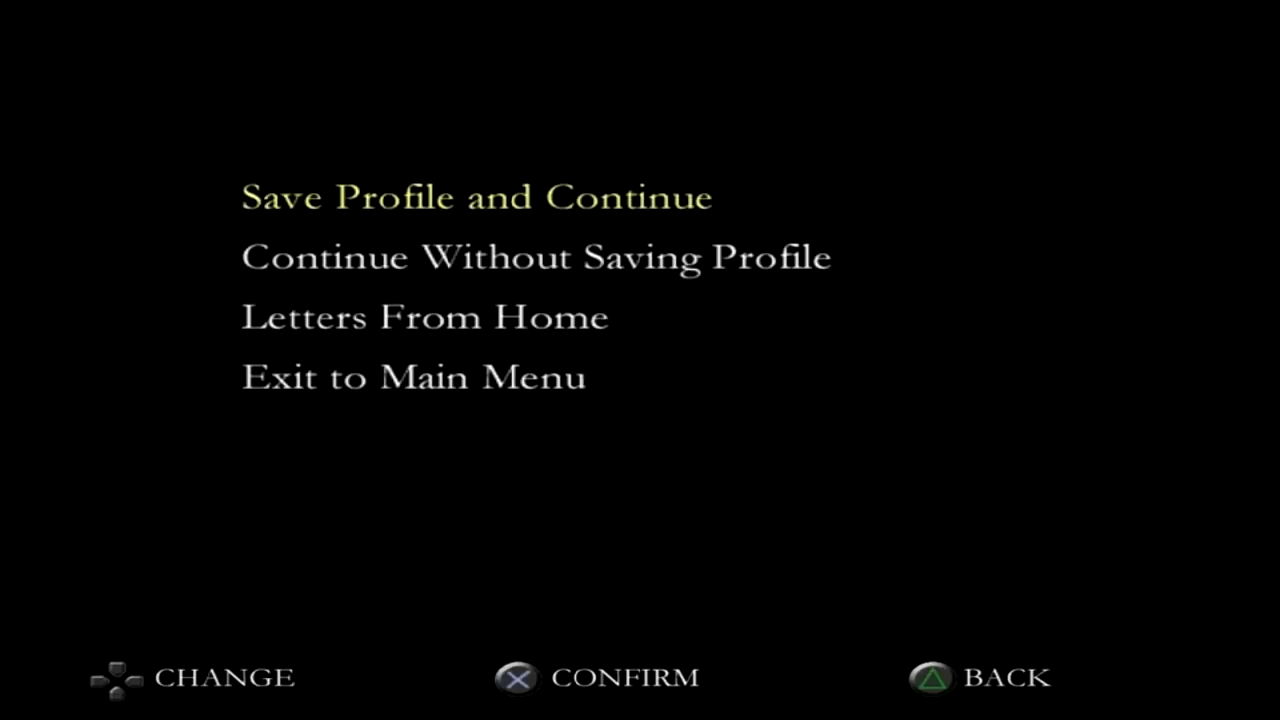 Save Profile and Continue
Continue Without Saving Profile
Letters From Home
Exit to Main Menu
CHANGE CONFIRM BACK